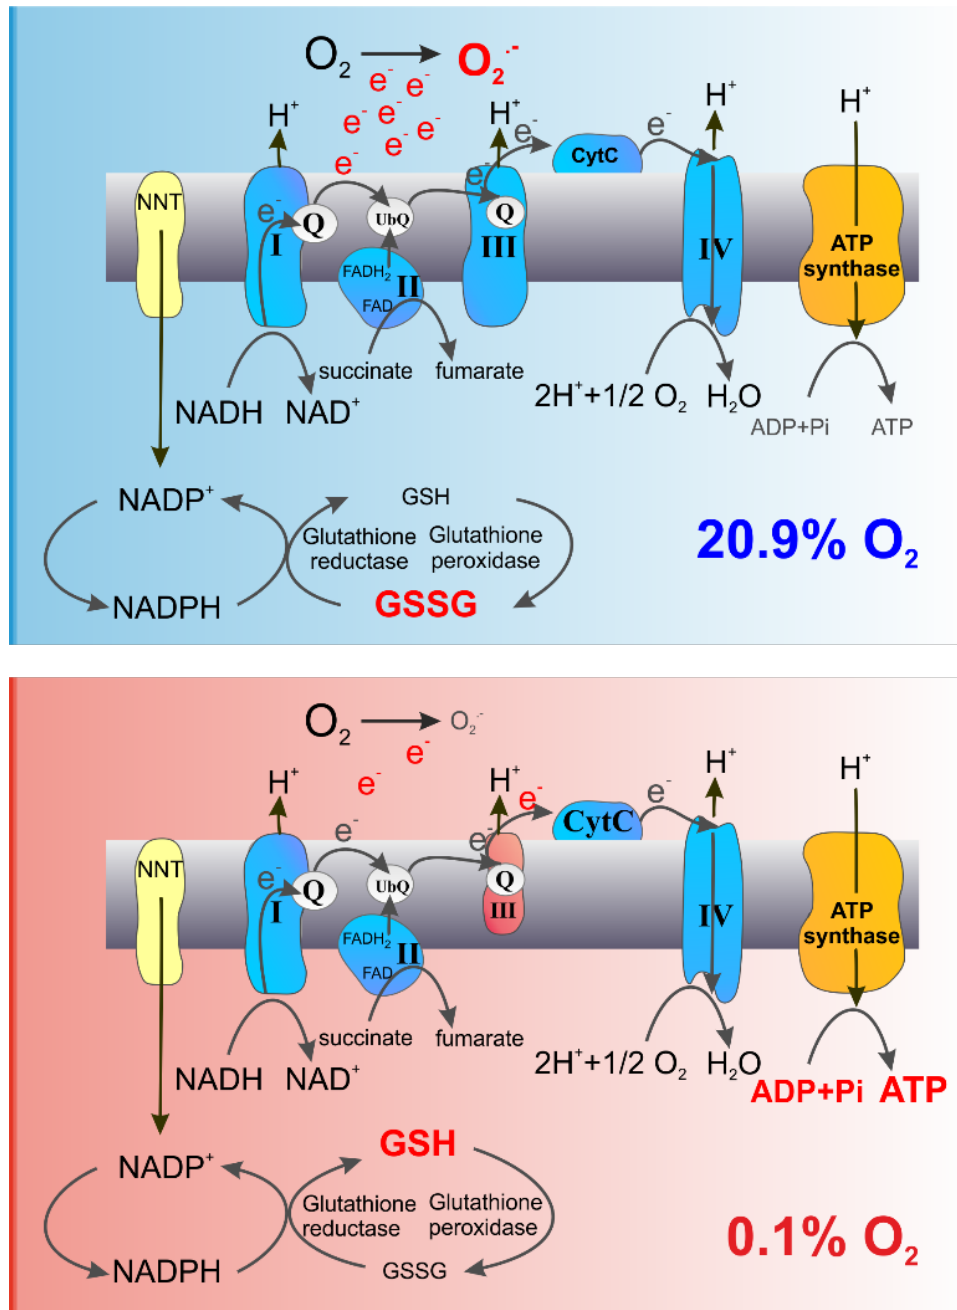 O₂ O₂·⁻
e⁻ e⁻
e⁻ e⁻
e⁻ e⁻
e⁻
H⁺ H⁺ H⁺ H⁺
e⁻ e⁻
CytC
NNT e⁻ Q UbQ e⁻ Q
I III IV
FADH₂ II
FAD
ATP
synthase
succinate fumarate
NADH NAD⁺
2H⁺+1/2 O₂ H₂O
ADP+Pi ATP
NADP⁺
GSH
Glutathione
reductase
Glutathione
peroxidase
NADPH
GSSG
20.9% O₂
O₂ O₂·⁻
e⁻
e⁻
H⁺ H⁺ H⁺ H⁺
e⁻ e⁻ e⁻
CytC
NNT e⁻ Q UbQ e⁻ Q
I III IV
FADH₂ II
FAD
ATP
synthase
succinate fumarate
NADH NAD⁺
2H⁺+1/2 O₂ H₂O
ADP+Pi ATP
NADP⁺
GSH
Glutathione
reductase
Glutathione
peroxidase
NADPH
GSSG
0.1% O₂